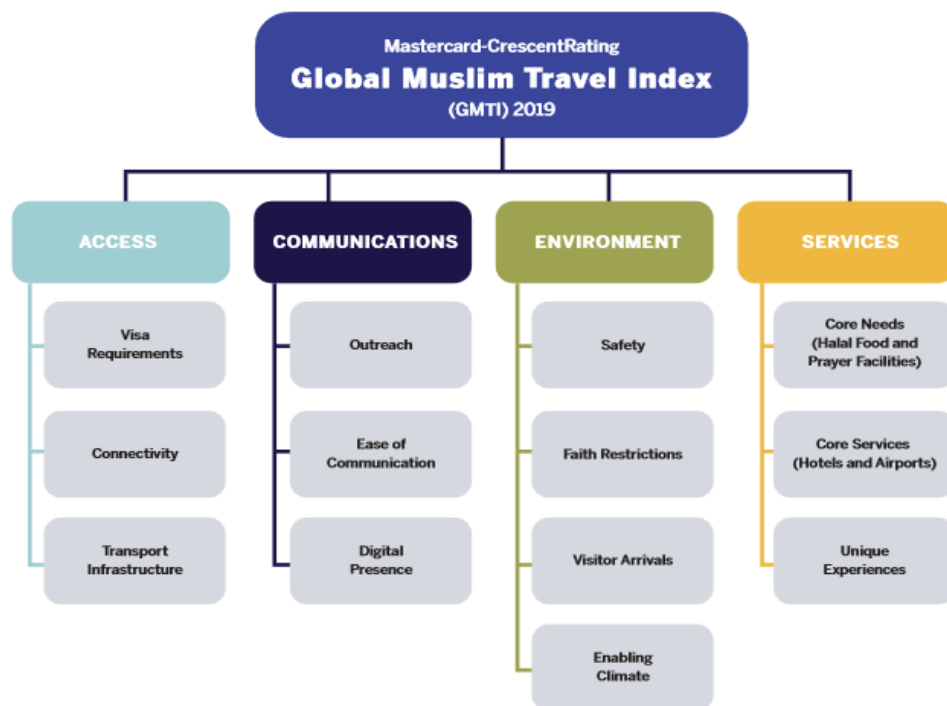 Mastercard-CrescentRating
Global Muslim Travel Index
(GMTI) 2019
ACCESS
Visa
Requirements
Connectivity
Transport
Infrastructure
COMMUNICATIONS
Outreach
Ease of
Communication
Digital
Presence
ENVIRONMENT
Safety
Faith Restrictions
Visitor Arrivals
Enabling
Climate
SERVICES
Core Needs
(Halal Food and
Prayer Facilities)
Core Services
(Hotels and Airports)
Unique
Experiences